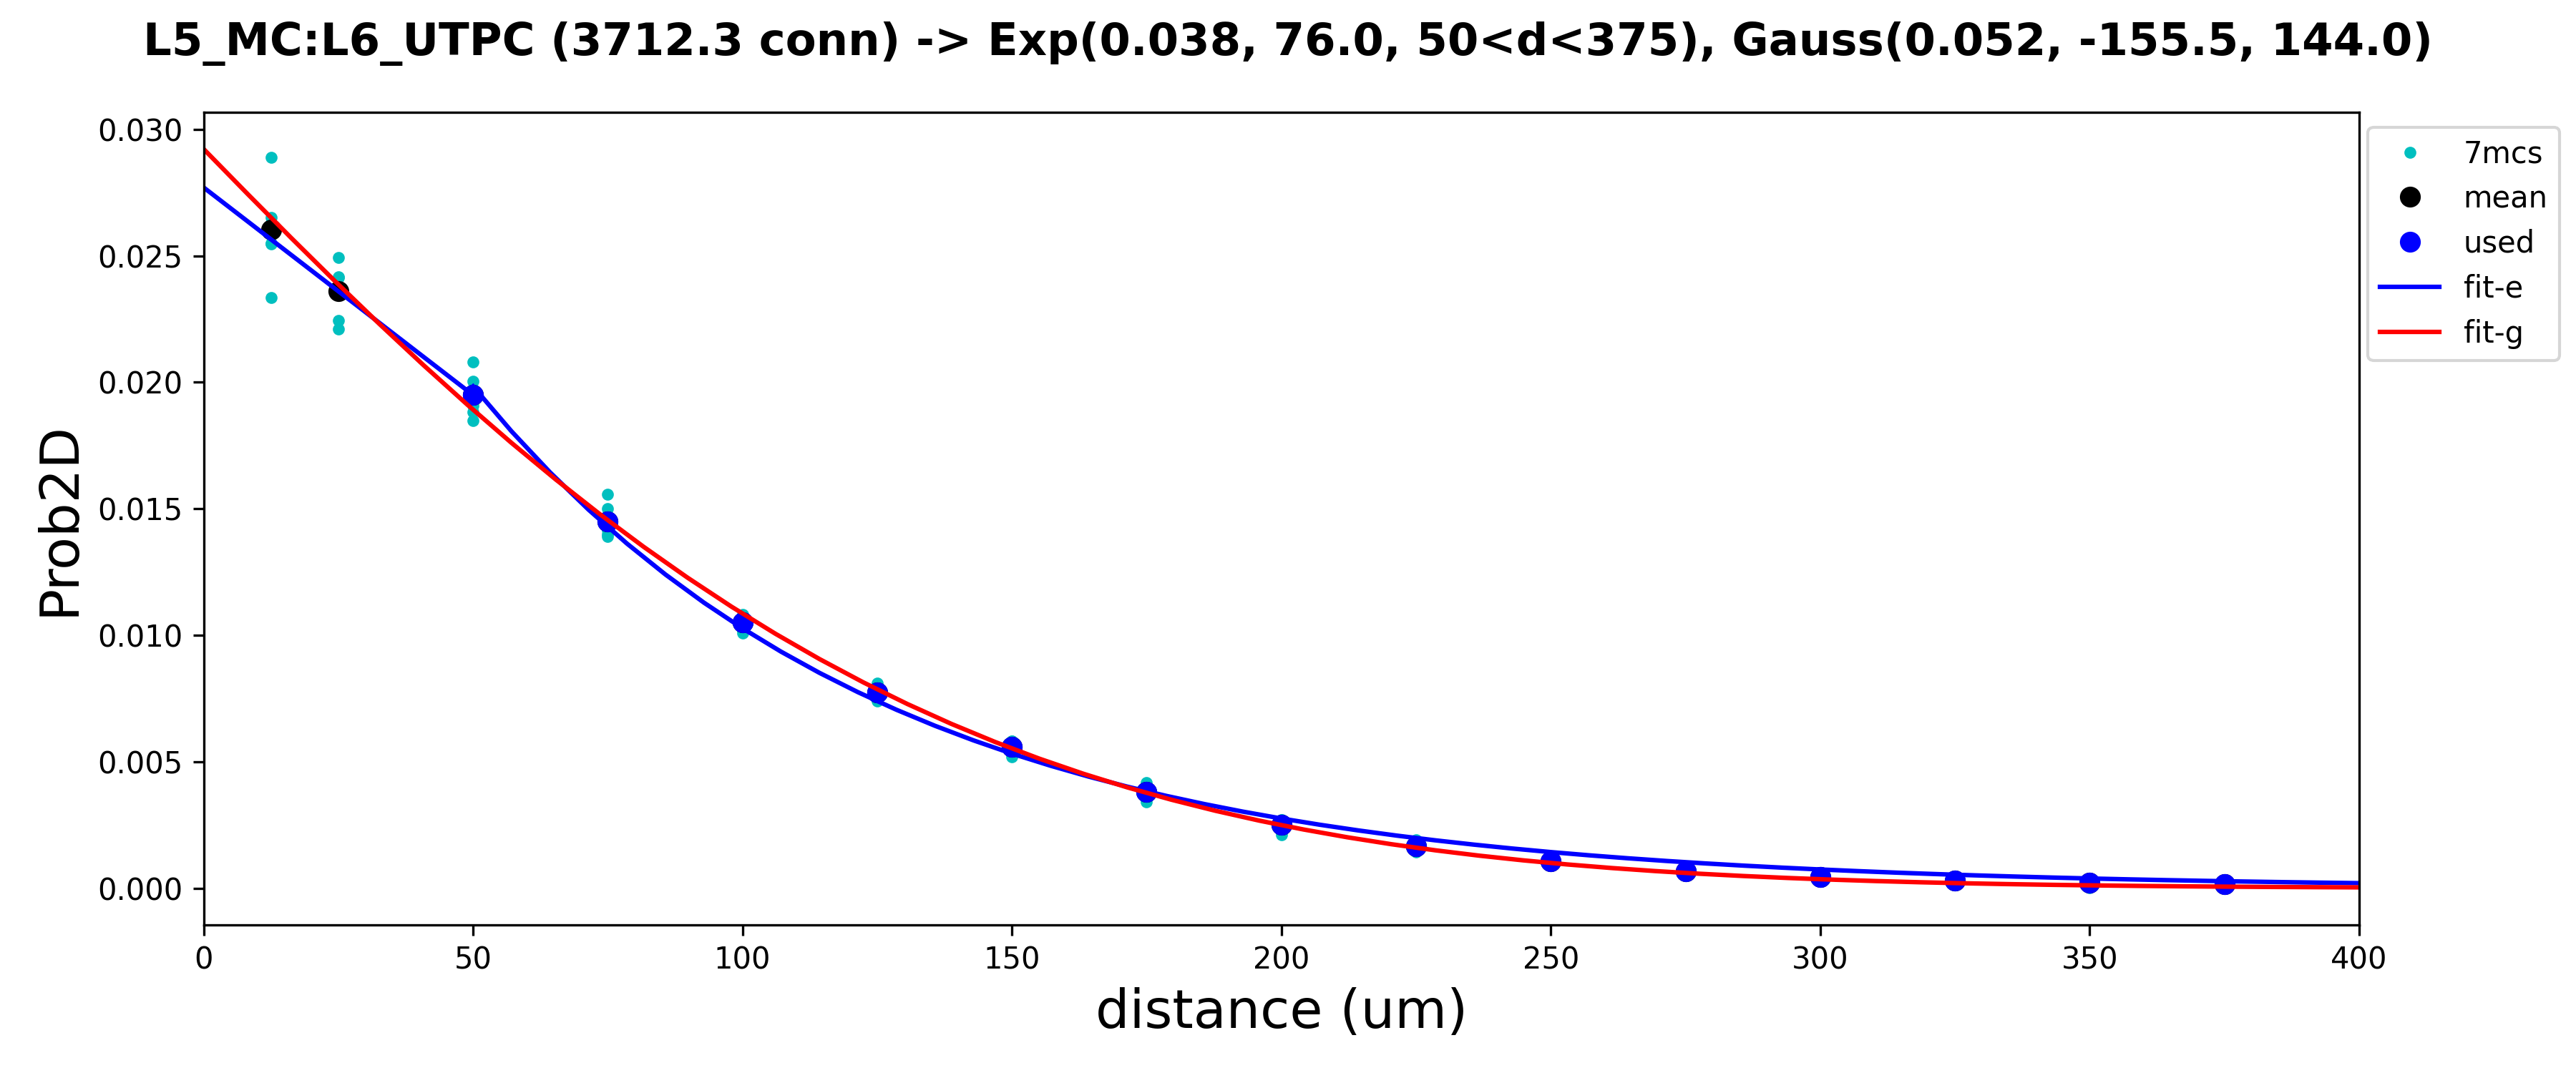 L5_MC:L6_UTPC (3712.3 conn) -> Exp(0.038, 76.0, 50<d<375), Gauss(0.052, -155.5, 144.0)
0.030
0.025
0.020
0.015
0.010
0.005
0.000
Prob2D
0 50 100 150 200 250 300 350 400
distance (um)
7mcs
mean
used
fit-e
fit-g